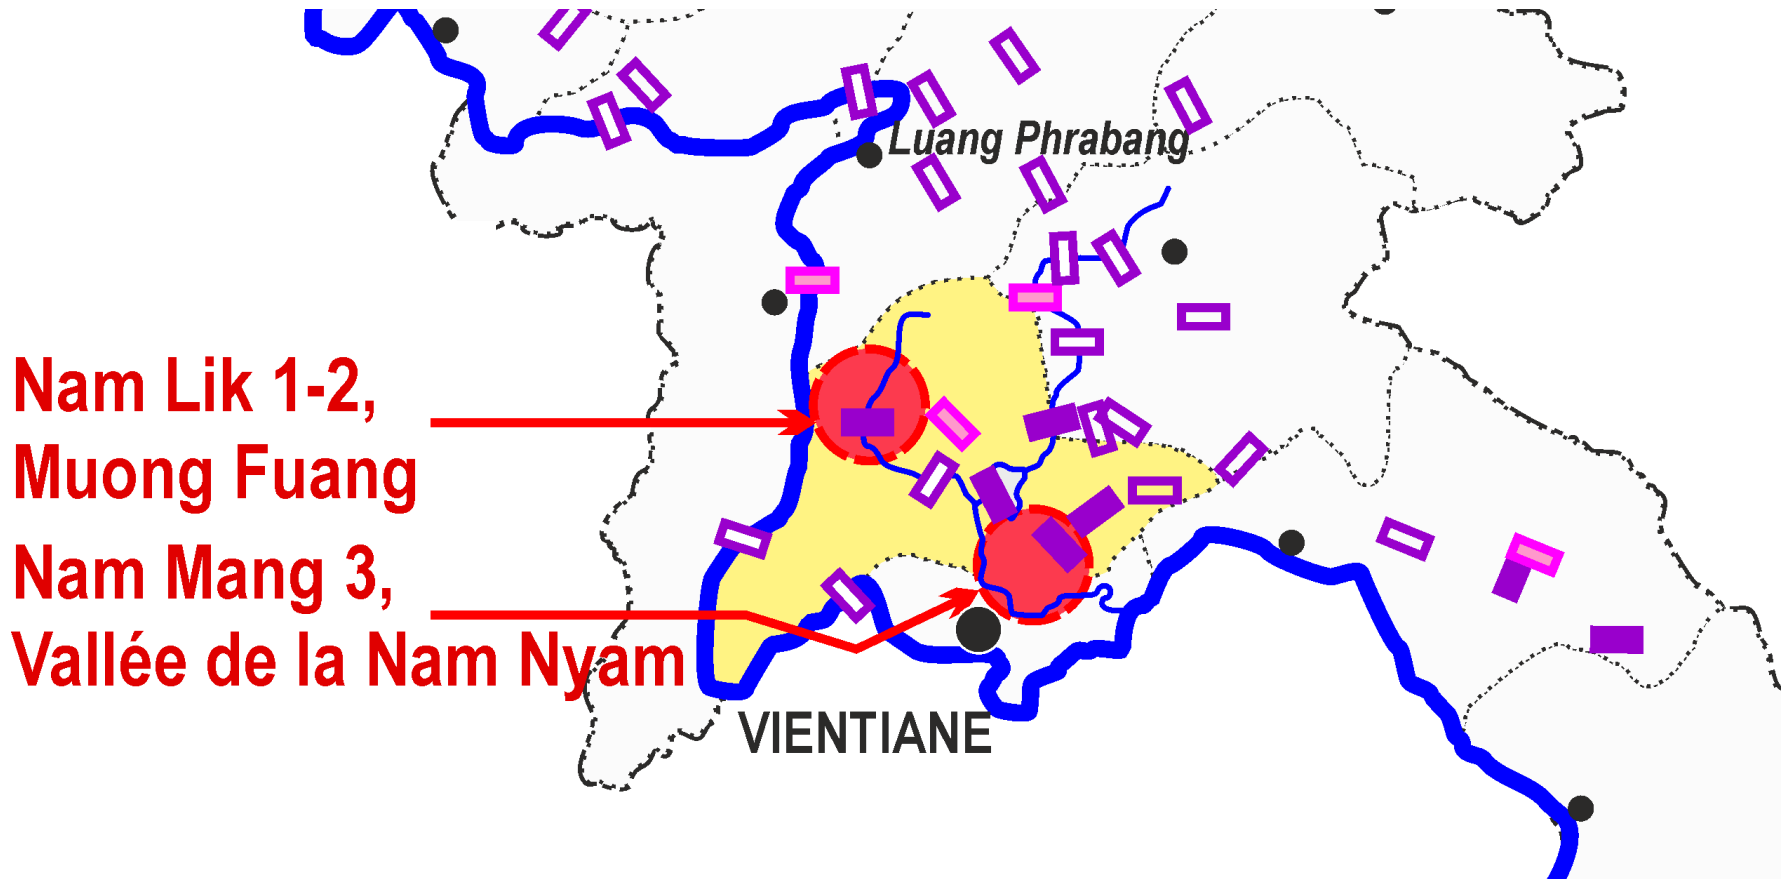 Luang Phrabang
Nam Lik 1-2,
Muong Fuang
Nam Mang 3,
Vallée de la Nam Nyam
VIENTIANE